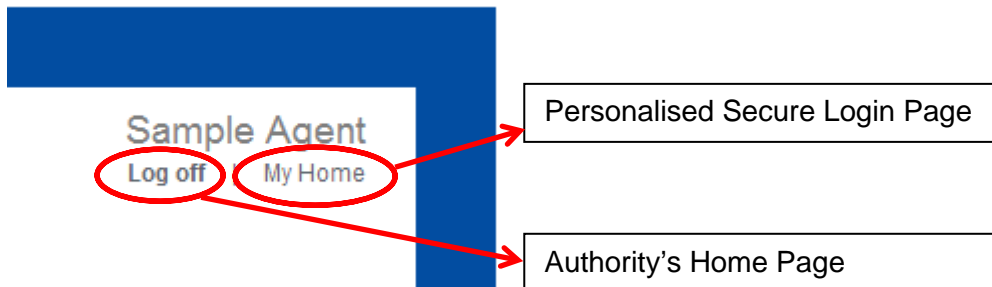 Personalised Secure Login Page
Sample Agent
Log off | My Home
Authority's Home Page